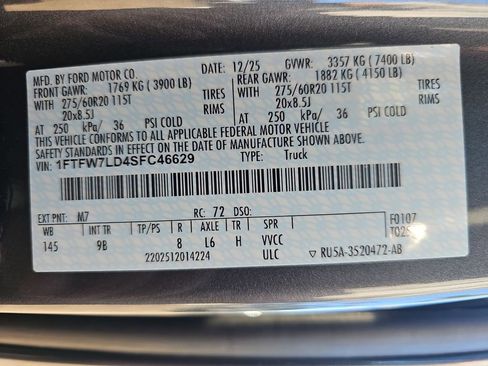 MFD. BY FORD MOTOR CO. DATE: 12/25 GVWR: 3357 KG (7400 LB)
FRONT GAWR: 1769 KG (3900 LB) REAR GAWR: 1882 KG (4150 LB)
WITH 275/60R20 115T TIRES WITH 275/60R20 115T TIRES
20x8.5J RIMS 20x8.5J RIMS
AT 250 kPa/ 36 PSI COLD AT 250 kPa/ 36 PSI COLD
THIS VEHICLE CONFORMS TO ALL APPLICABLE FEDERAL MOTOR VEHICLE
SAFETY STANDARDS IN EFFECT ON THE DATE OF MANUFACTURE SHOWN ABOVE.
VIN: 1FTFW7LD4SFC46629 TYPE: Truck
EXT PNT: M7 RC: 72 DSO: F0107
WB INT TR TP/PS R AXLE TR SPR
145 9B 8 L6 H VVCC
2202512014224 ULC ▽ RU5A-3520472-AB